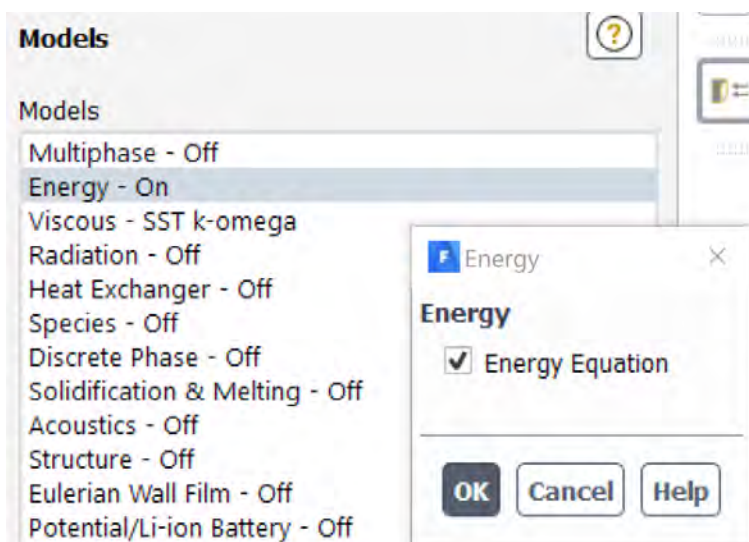 Models
?
Models
Multiphase - Off
Energy - On
Viscous - SST k-omega
Radiation - Off
Heat Exchanger - Off
Species - Off
Discrete Phase - Off
Solidification & Melting - Off
Acoustics - Off
Structure - Off
Eulerian Wall Film - Off
Potential/Li-ion Battery - Off
F Energy
Energy
Energy Equation
OK Cancel Help